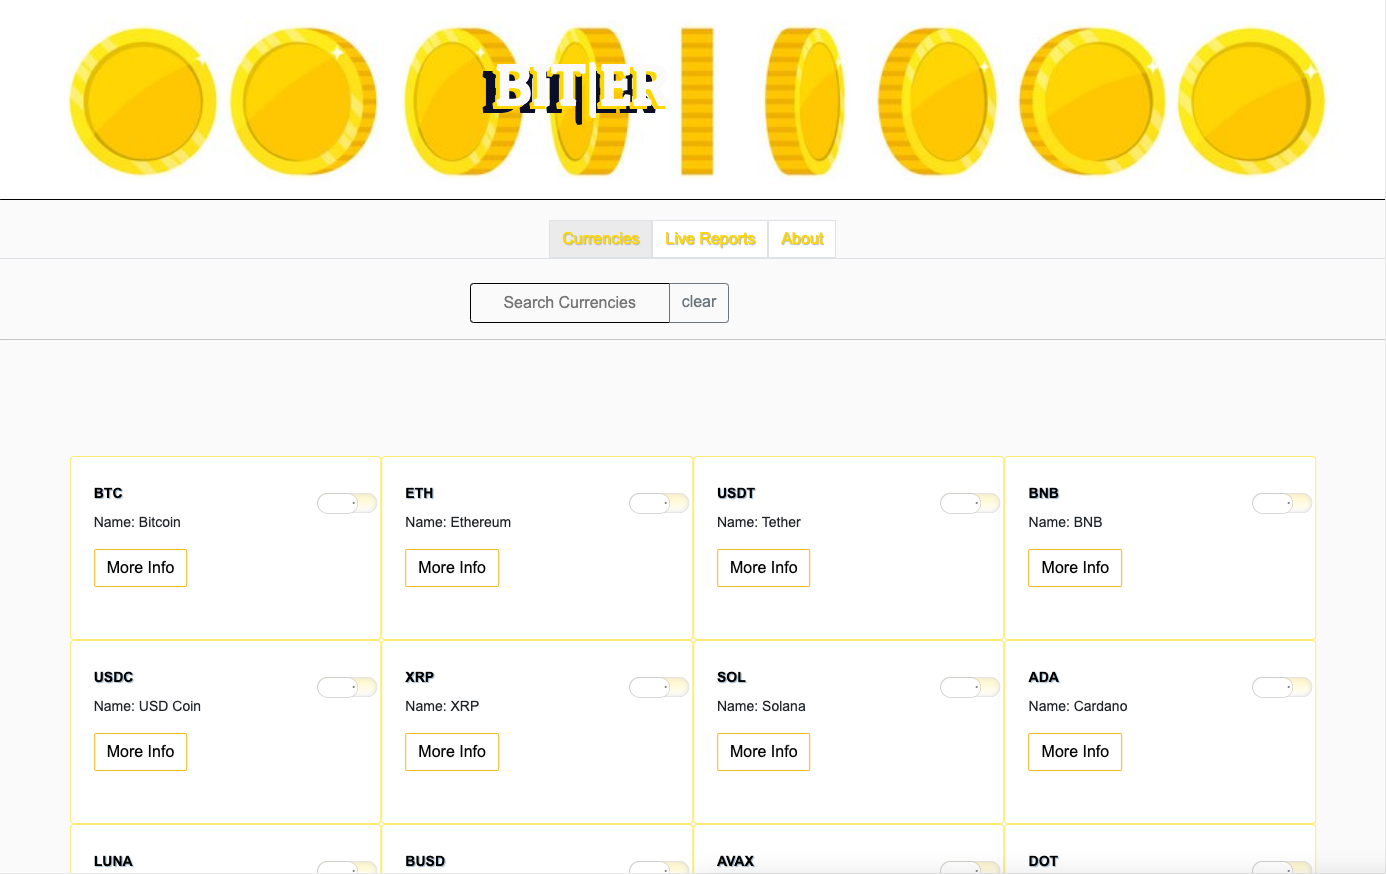 BIT|ER
Currencies Live Reports About
Search Currencies clear
BTC ETH USDT BNB
Name: Bitcoin Name: Ethereum Name: Tether Name: BNB
More Info More Info More Info More Info
USDC XRP SOL ADA
Name: USD Coin Name: XRP Name: Solana Name: Cardano
More Info More Info More Info More Info
LUNA BUSD AVAX DOT